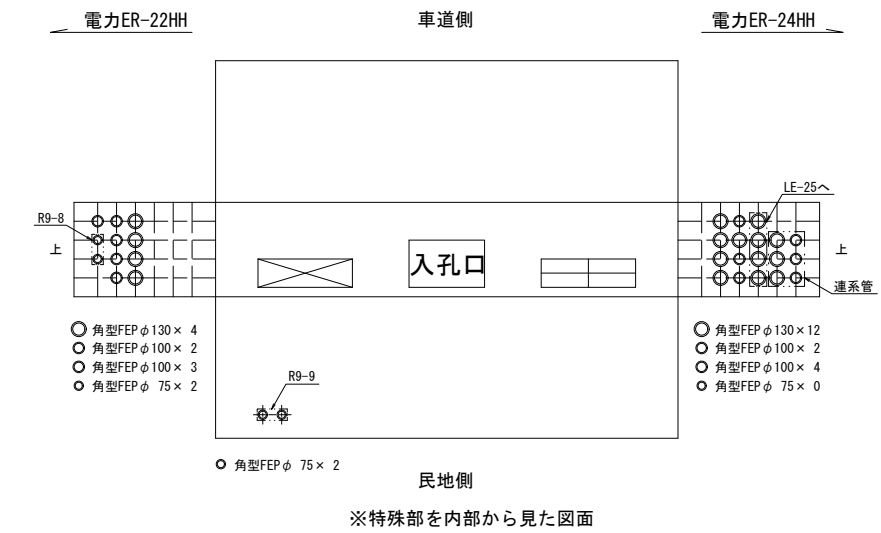 電力ER-22HH
車道側
電力ER-24HH
LE-25へ
R9-8
上
入孔口
上
連系管
角型FEPφ130× 4
角型FEPφ100× 2
角型FEPφ100× 3
角型FEPφ 75× 2
角型FEPφ130×12
角型FEPφ100× 2
角型FEPφ100× 4
角型FEPφ 75× 0
R9-9
角型FEPφ 75× 2
民地側
※特殊部を内部から見た図面